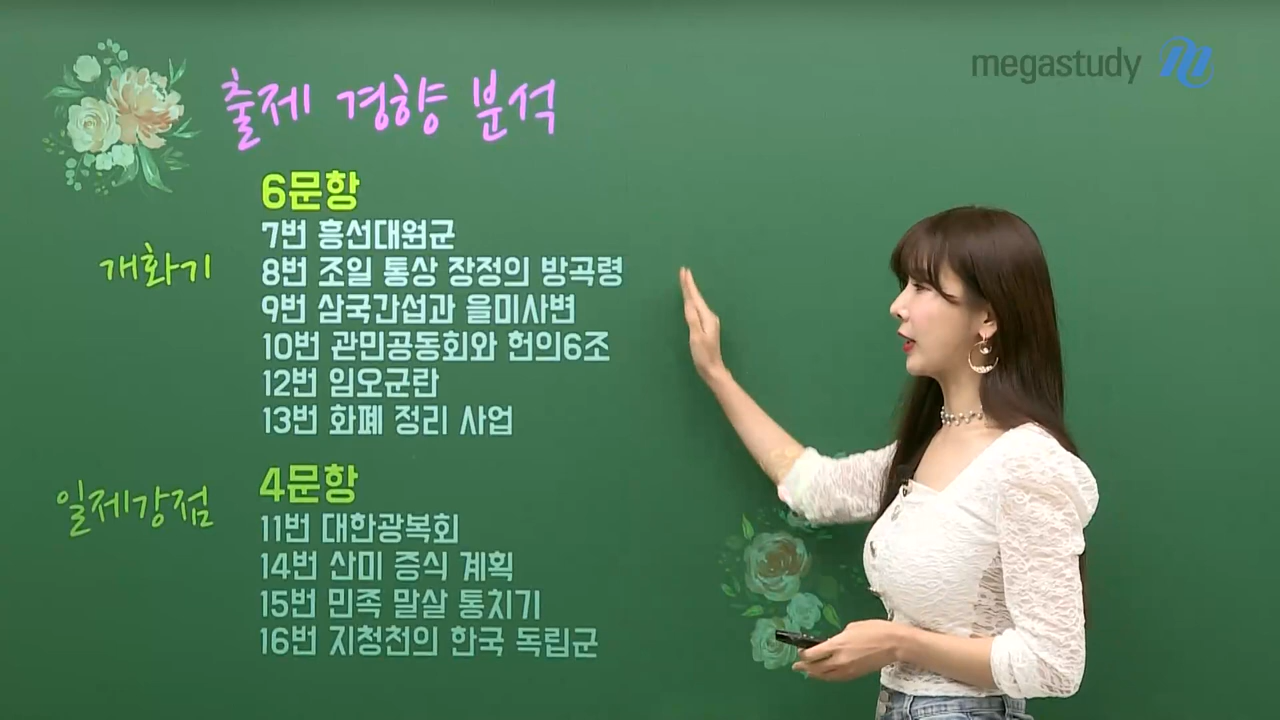 megastudy
출제 경향 분석
개화기
6문항
7번 흥선대원군
8번 조일 통상 장정의 방곡령
9번 삼국간섭과 을미사변
10번 관민공동회와 헌의6조
12번 임오군란
13번 화폐 정리 사업
일제강점
4문항
11번 대한광복회
14번 산미 증식 계획
15번 민족 말살 통치기
16번 지청천의 한국 독립군